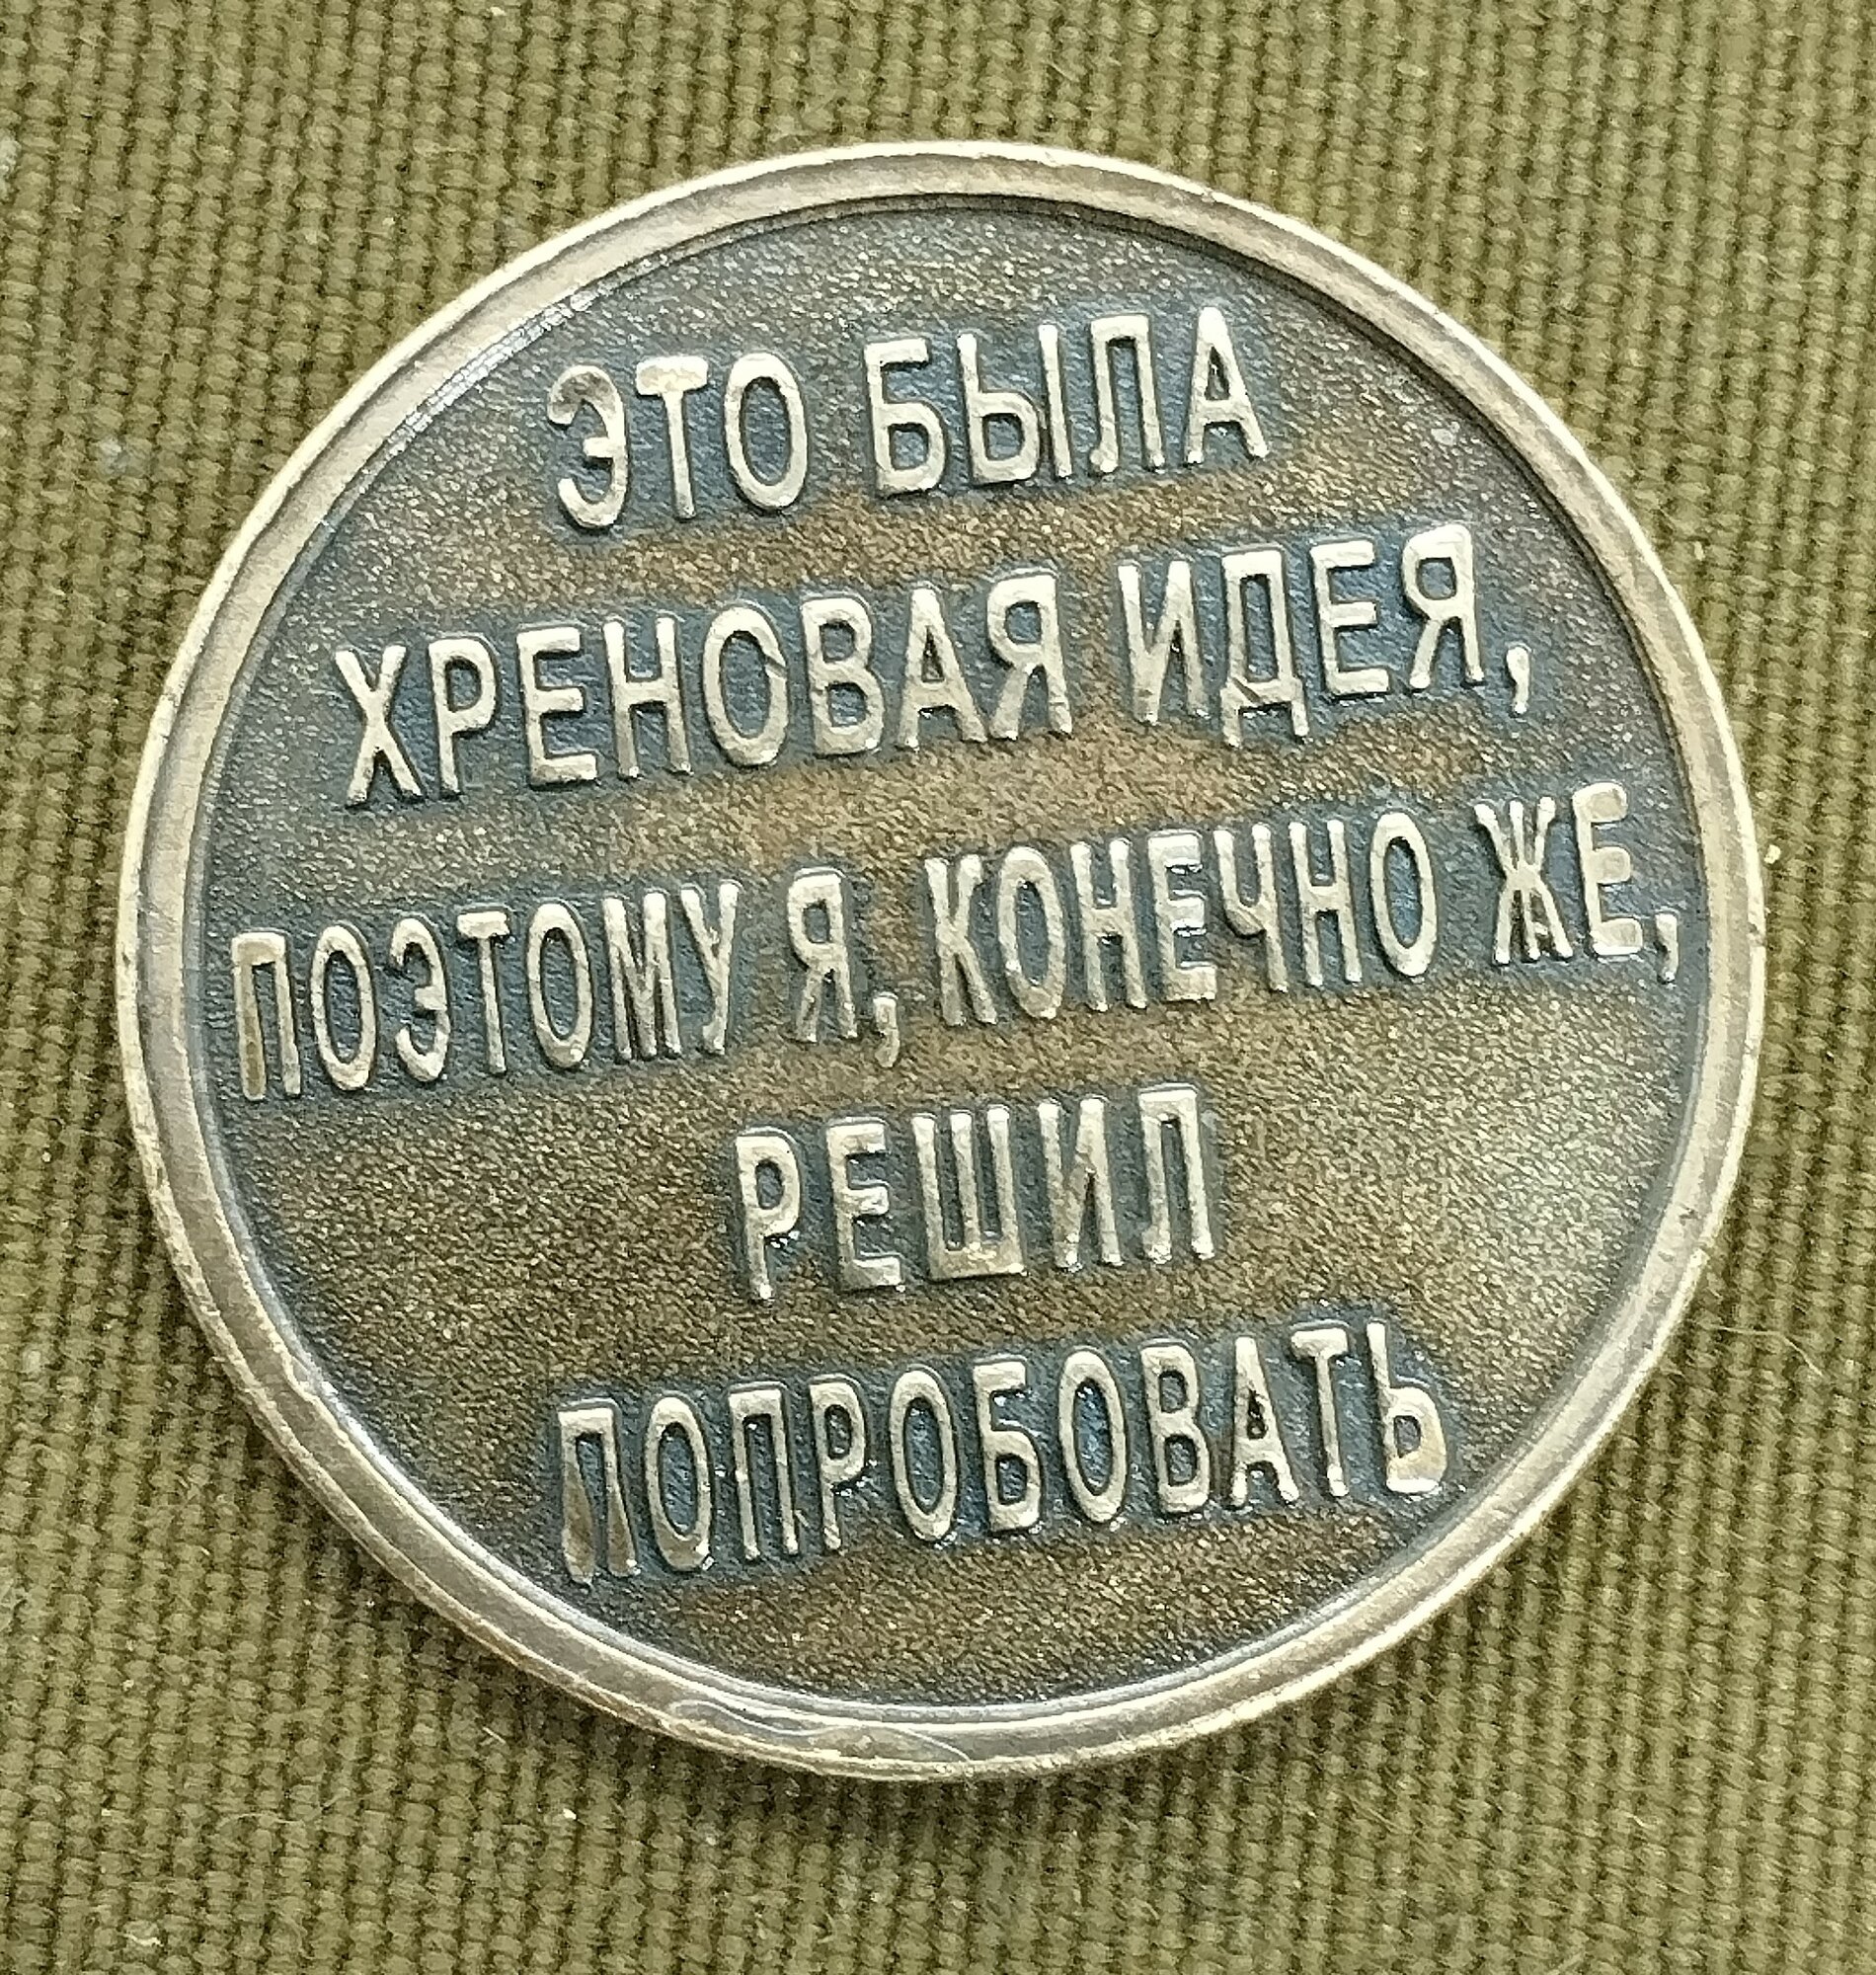 ЭТО БЫЛА
ХРЕНОВАЯ ИДЕЯ,
ПОЭТОМУ Я, КОНЕЧНО ЖЕ,
РЕШИЛ
ПОПРОБОВАТЬ